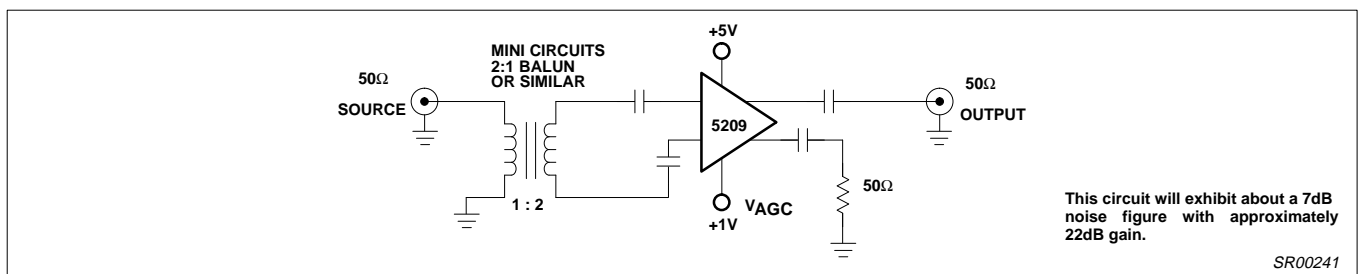 +5V
MINI CIRCUITS
2:1 BALUN
OR SIMILAR
50Ω
SOURCE
5209
50Ω
OUTPUT
50Ω
1 : 2
VAGC
+1V
This circuit will exhibit about a 7dB
noise figure with approximately
22dB gain.
SR00241